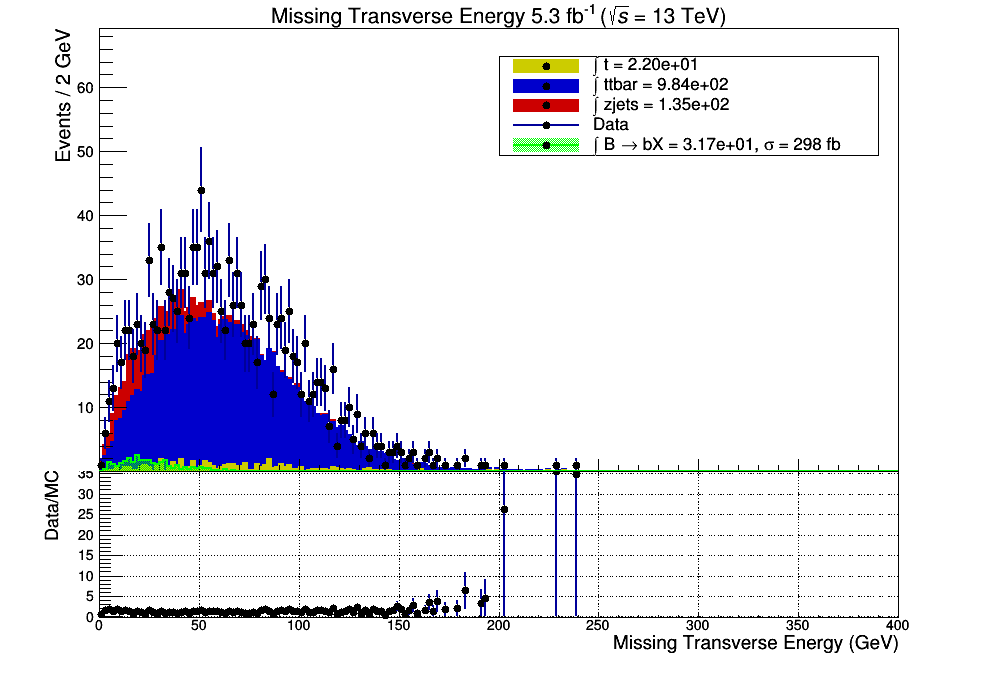 Missing Transverse Energy 5.3 fb⁻¹ (√s = 13 TeV)
Events / 2 GeV
∫ t = 2.20e+01
∫ ttbar = 9.84e+02
∫ zjets = 1.35e+02
Data
∫ B → bX = 3.17e+01, σ = 298 fb
60
50
40
30
20
10
Data/MC
35
30
25
20
15
10
5
0
0 50 100 150 200 250 300 350 400
Missing Transverse Energy (GeV)